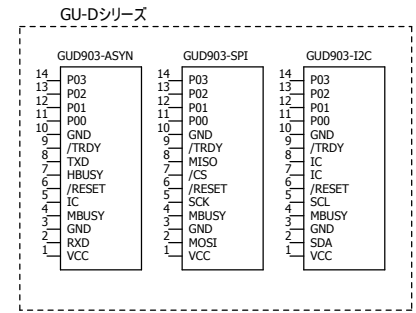 GU-Dシリーズ
GUD903-ASYN
14 P03
13 P02
12 P01
11 P00
10 GND
9 /TRDY
8 TXD
7 HBUSY
6 /RESET
5 IC
4 MBUSY
3 GND
2 RXD
1 VCC
GUD903-SPI
14 P03
13 P02
12 P01
11 P00
10 GND
9 /TRDY
8 MISO
7 /CS
6 /RESET
5 SCK
4 MBUSY
3 GND
2 MOSI
1 VCC
GUD903-I2C
14 P03
13 P02
12 P01
11 P00
10 GND
9 /TRDY
8 IC
7 IC
6 /RESET
5 SCL
4 MBUSY
3 GND
2 SDA
1 VCC